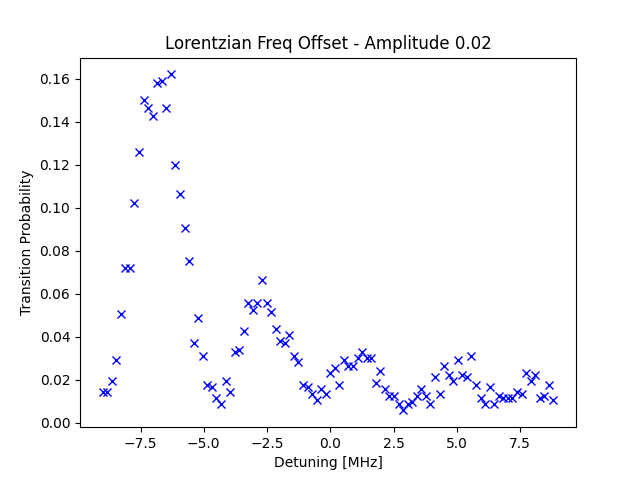 Lorentzian Freq Offset - Amplitude 0.02
Transition Probability
0.16
0.14
0.12
0.10
0.08
0.06
0.04
0.02
0.00
−7.5 −5.0 −2.5 0.0 2.5 5.0 7.5
Detuning [MHz]